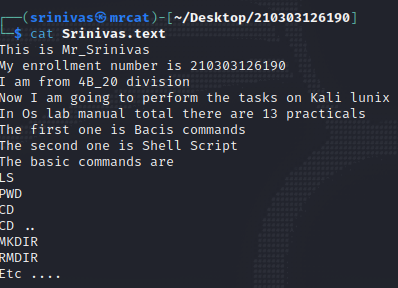 ┌──(srinivas㉿mrcat)-[~/Desktop/210303126190]
└─$ cat Srinivas.text
This is Mr_Srinivas
My enrollment number is 210303126190
I am from 4B_20 division
Now I am going to perform the tasks on Kali lunix
In Os lab manual total there are 13 practicals
The first one is Bacis commands
The second one is Shell Script
The basic commands are
LS
PWD
CD
CD ..
MKDIR
RMDIR
Etc ....